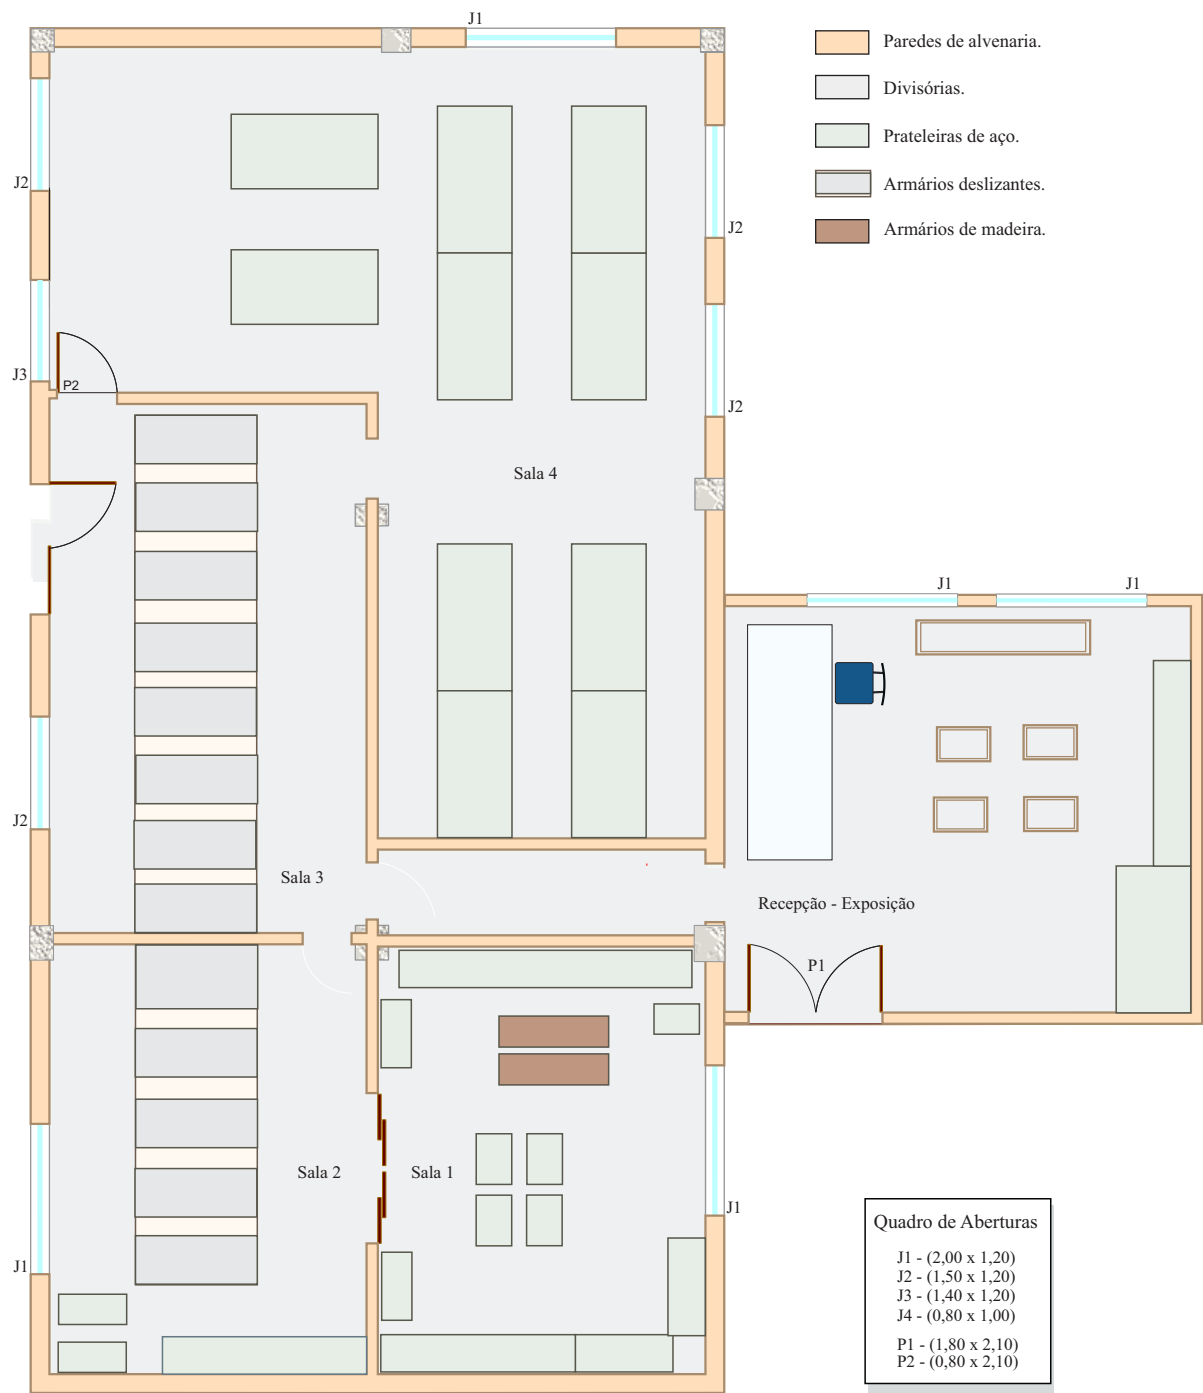 J1
Paredes de alvenaria.
Divisórias.
Prateleiras de aço.
J2
Armários deslizantes.
J2
Armários de madeira.
J3
P2
J2
Sala 4
J1
J1
J2
Sala 3
Recepção - Exposição
P1
Sala 2
Sala 1
J1
J1
Quadro de Aberturas
J1 - (2,00 x 1,20)
J2 - (1,50 x 1,20)
J3 - (1,40 x 1,20)
J4 - (0,80 x 1,00)
P1 - (1,80 x 2,10)
P2 - (0,80 x 2,10)